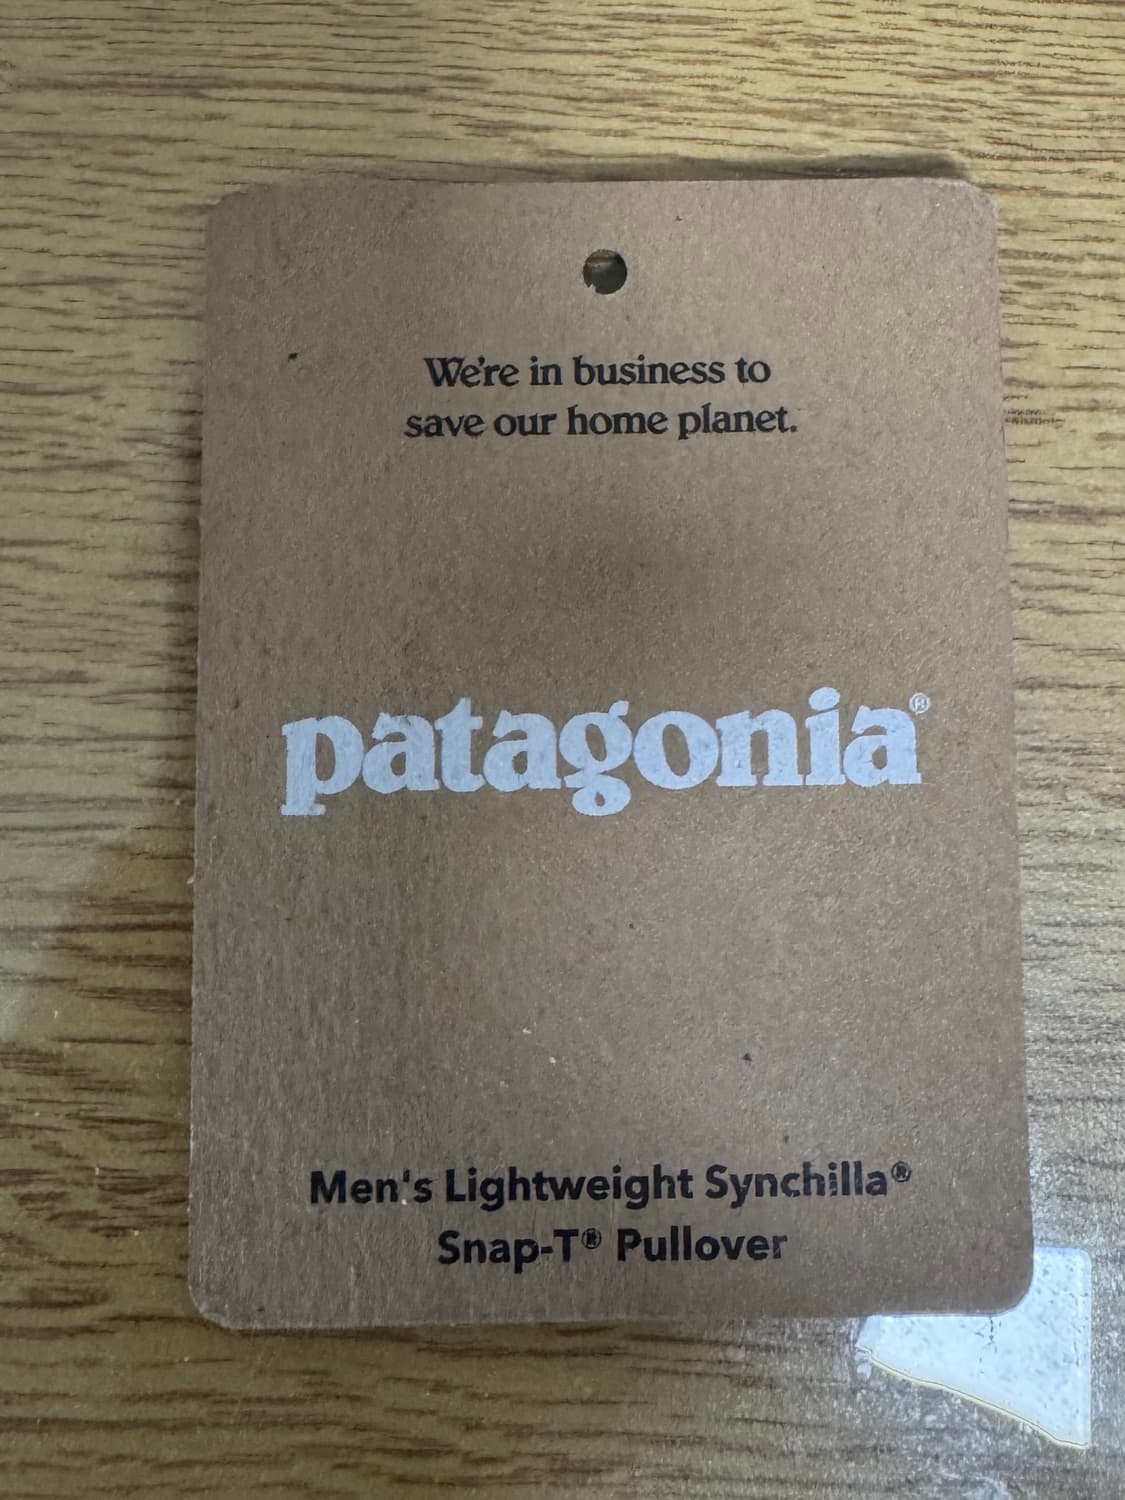 We're in business to
save our home planet.
patagonia®
Men's Lightweight Synchilla®
Snap-T® Pullover